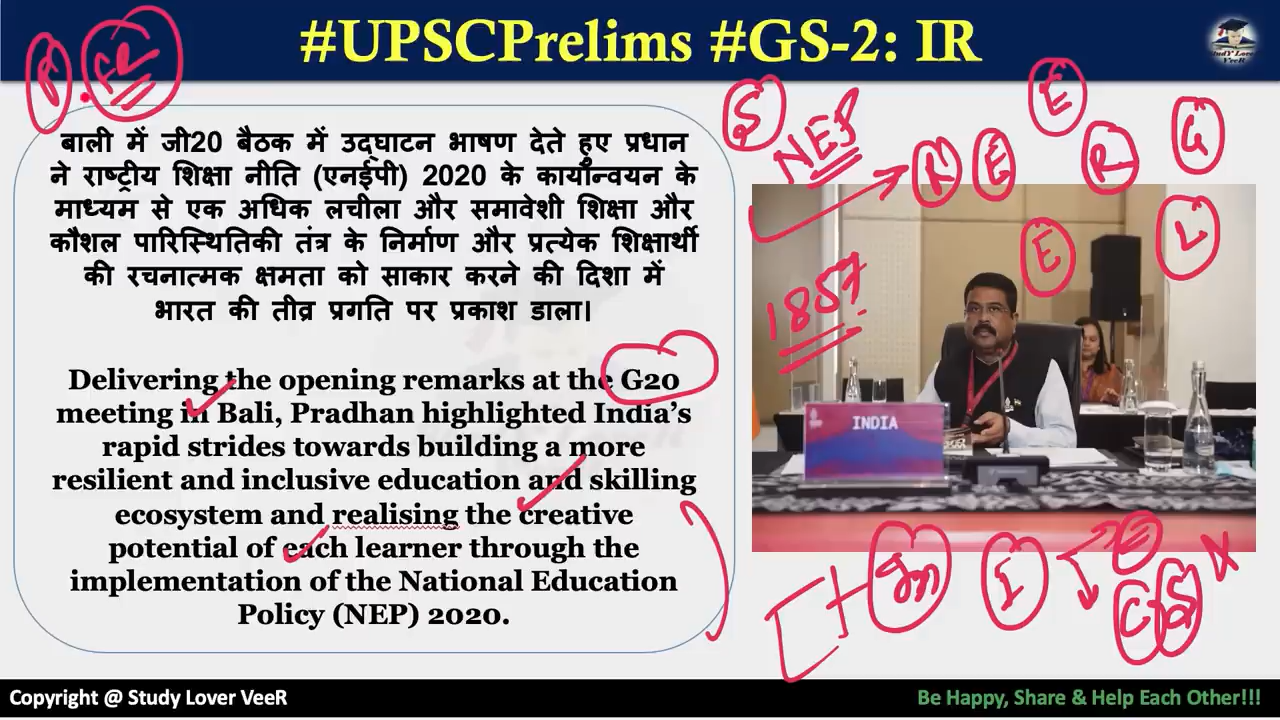 #UPSCPrelims #GS-2: IR
StudY Lover
VeeR
बाली में जी20 बैठक में उद्घाटन भाषण देते हुए प्रधान
ने राष्ट्रीय शिक्षा नीति (एनईपी) 2020 के कार्यान्वयन के
माध्यम से एक अधिक लचीला और समावेशी शिक्षा और
कौशल पारिस्थितिकी तंत्र के निर्माण और प्रत्येक शिक्षार्थी
की रचनात्मक क्षमता को साकार करने की दिशा में
भारत की तीव्र प्रगति पर प्रकाश डाला।
Delivering the opening remarks at the G20
meeting in Bali, Pradhan highlighted India's
rapid strides towards building a more
resilient and inclusive education and skilling
ecosystem and realising the creative
potential of each learner through the
implementation of the National Education
Policy (NEP) 2020.
NEP
E
G
E
R
E
L
1857
INDIA
I
C
Copyright @ Study Lover VeeR
Be Happy, Share & Help Each Other!!!